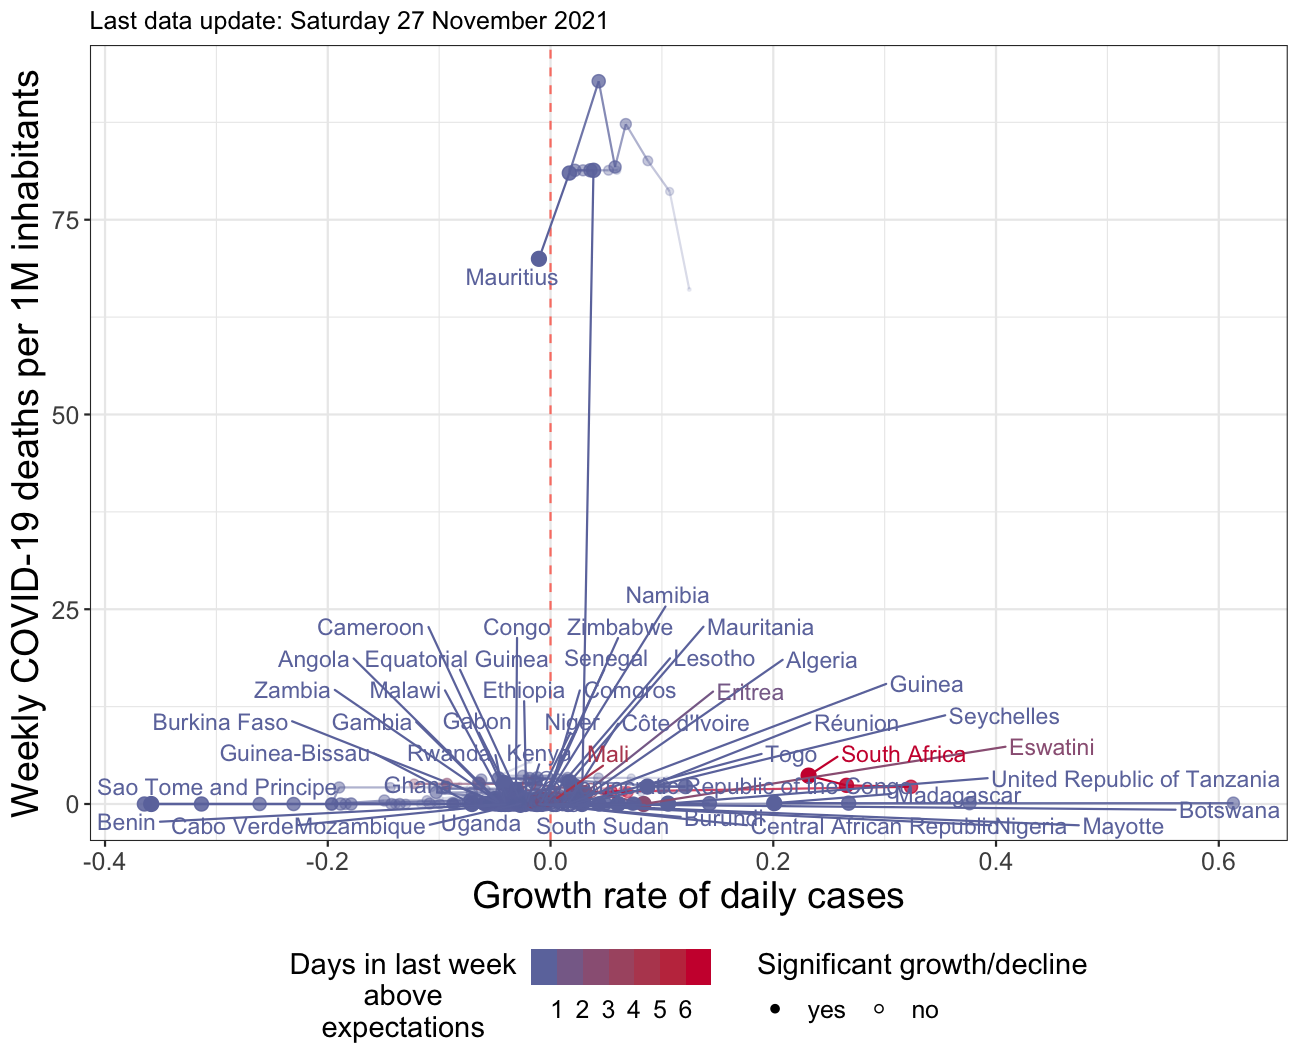 Last data update: Saturday 27 November 2021
Weekly COVID-19 deaths per 1M inhabitants
75
50
25
0
Mauritius
Namibia
Cameroon Congo Zimbabwe Mauritania
Angola Equatorial Guinea Senegal Lesotho Algeria
Zambia Malawi Ethiopia Comoros Eritrea Guinea
Burkina Faso Gambia Gabon Niger Côte d'Ivoire Réunion Seychelles
Guinea-Bissau Rwanda Kenya Mali Togo South Africa Eswatini
Sao Tome and Principe Ghana Republic of the Congo Madagascar United Republic of Tanzania
Benin Cabo Verde Mozambique Uganda South Sudan Burundi Central African Republic Nigeria Mayotte Botswana
-0.4 -0.2 0.0 0.2 0.4 0.6
Growth rate of daily cases
Days in last week
above
expectations
1 2 3 4 5 6
Significant growth/decline
yes no